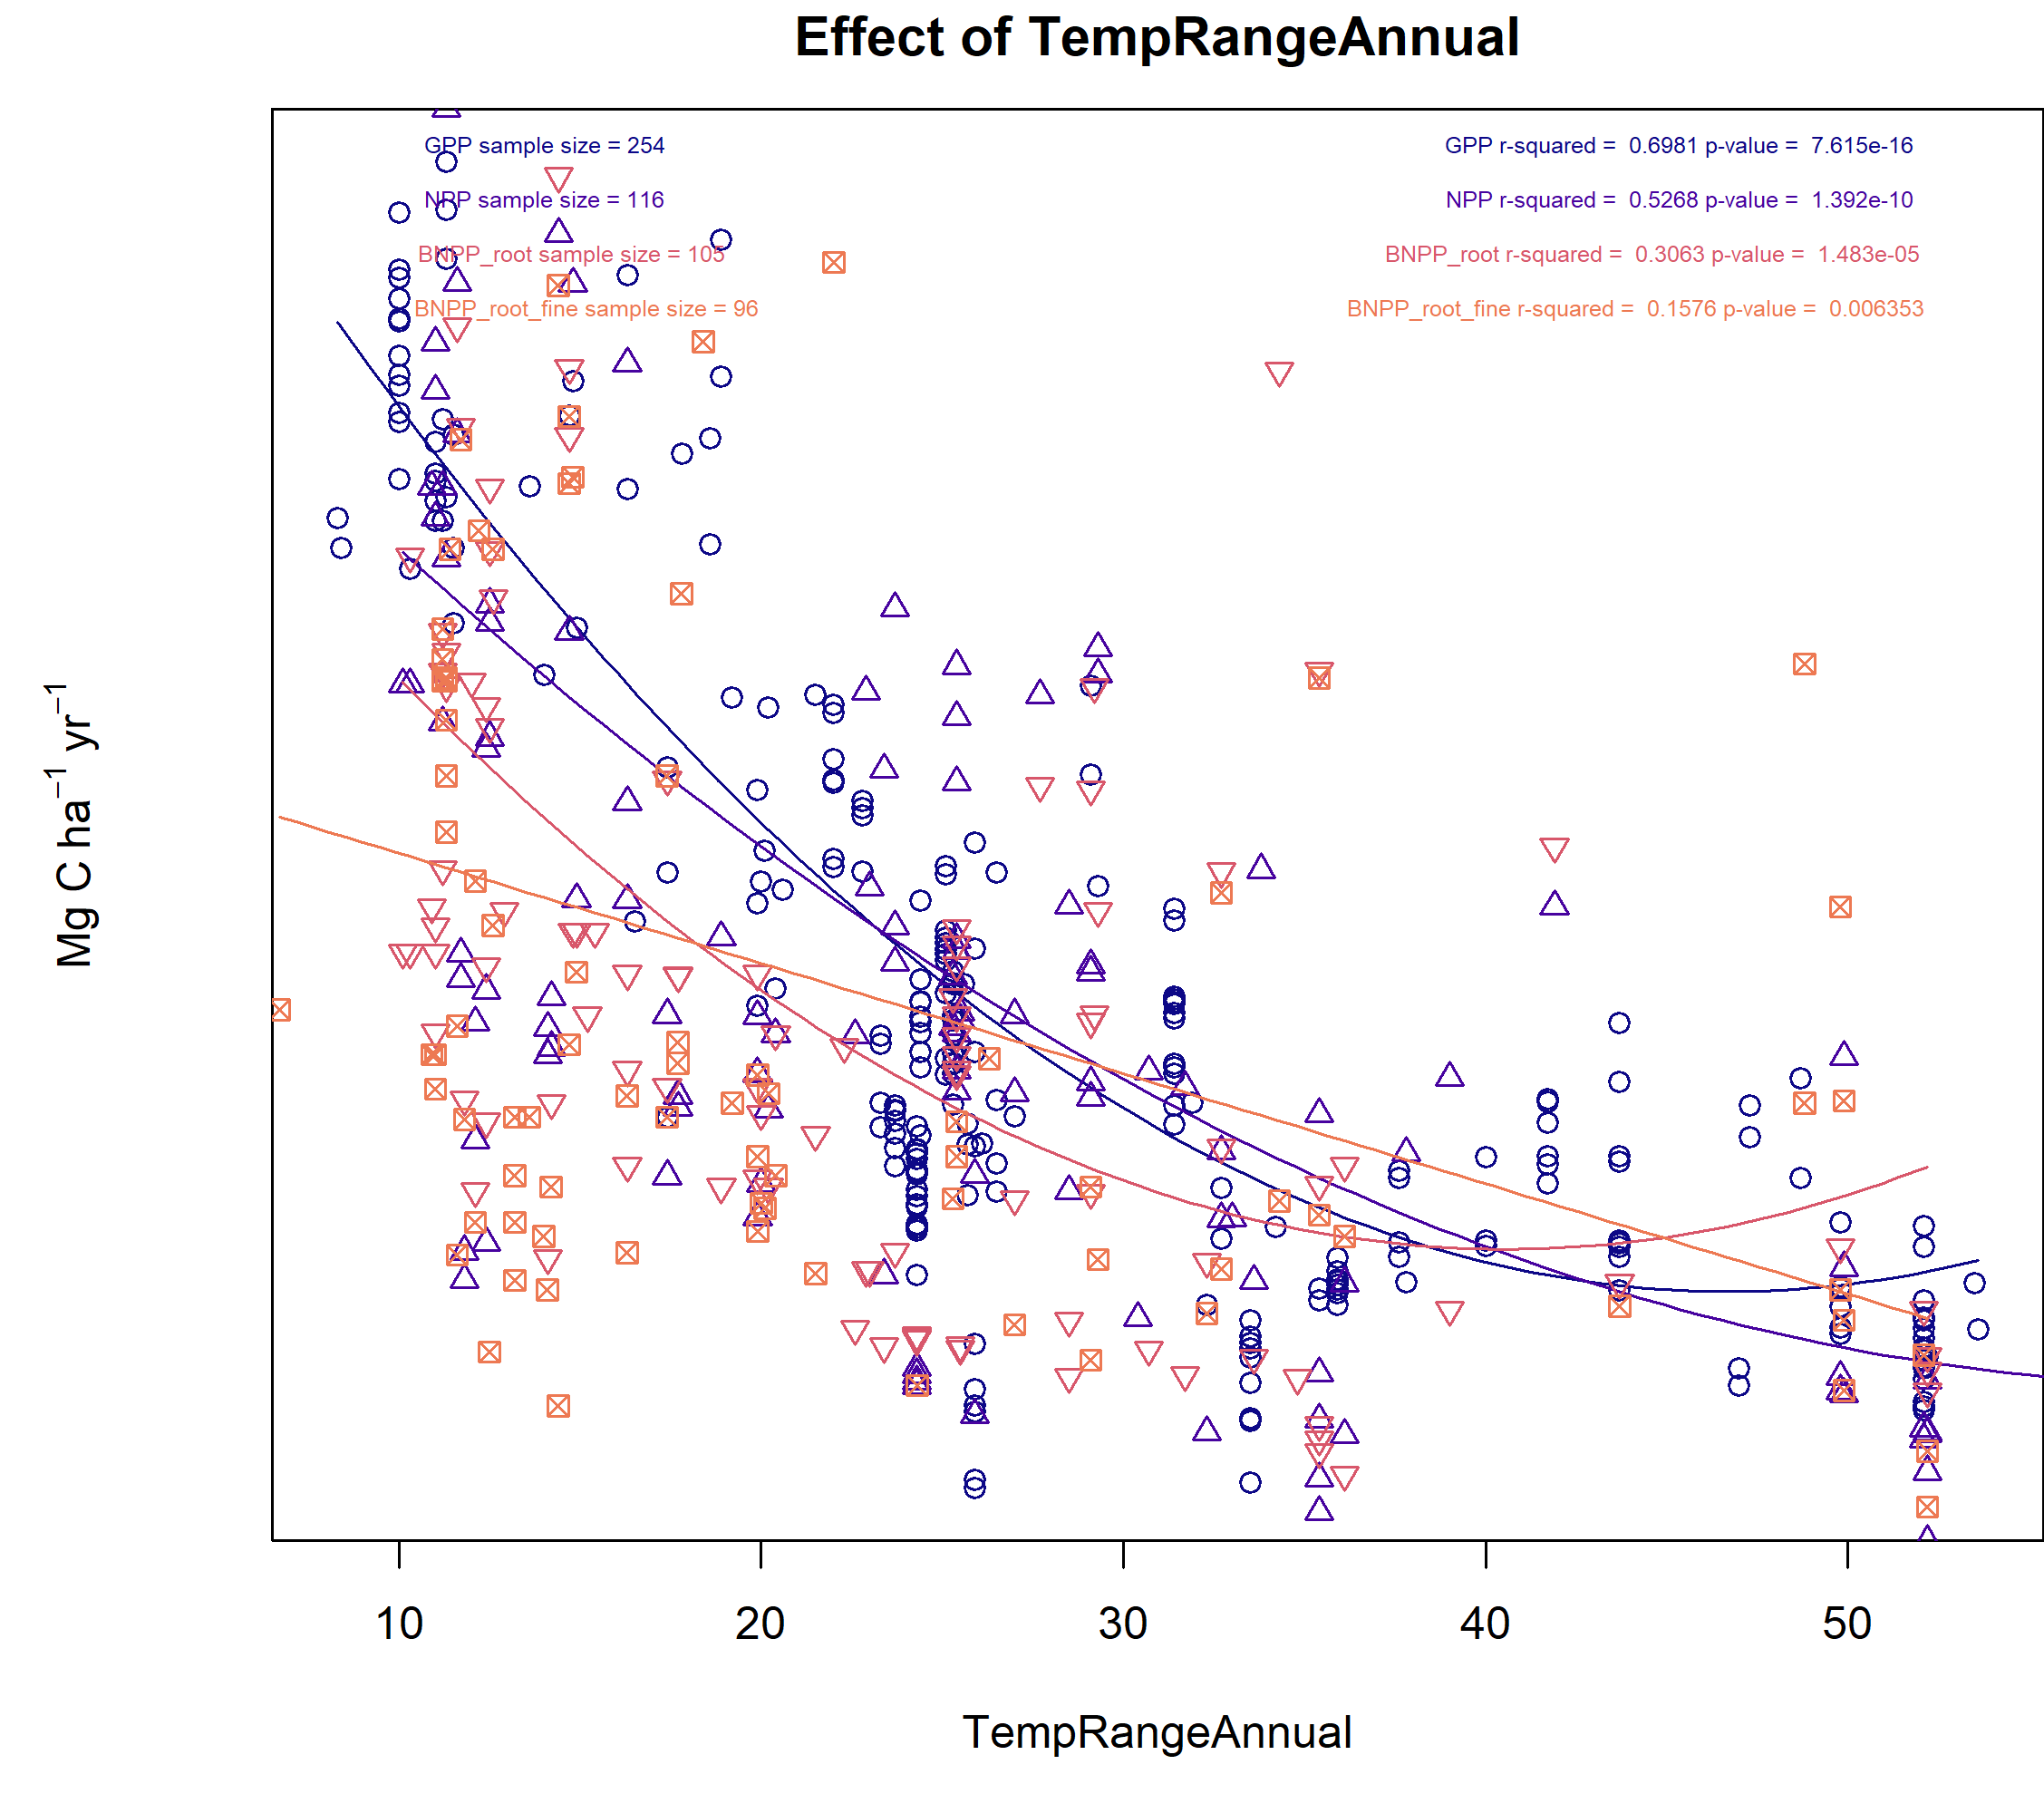 Effect of TempRangeAnnual
GPP sample size = 254
GPP r-squared = 0.6981 p-value = 7.615e-16
NPP sample size = 116
NPP r-squared = 0.5268 p-value = 1.392e-10
BNPP_root sample size = 105
BNPP_root r-squared = 0.3063 p-value = 1.483e-05
BNPP_root_fine sample size = 96
BNPP_root_fine r-squared = 0.1576 p-value = 0.006353
Mg C ha⁻¹ yr⁻¹
10 20 30 40 50
TempRangeAnnual